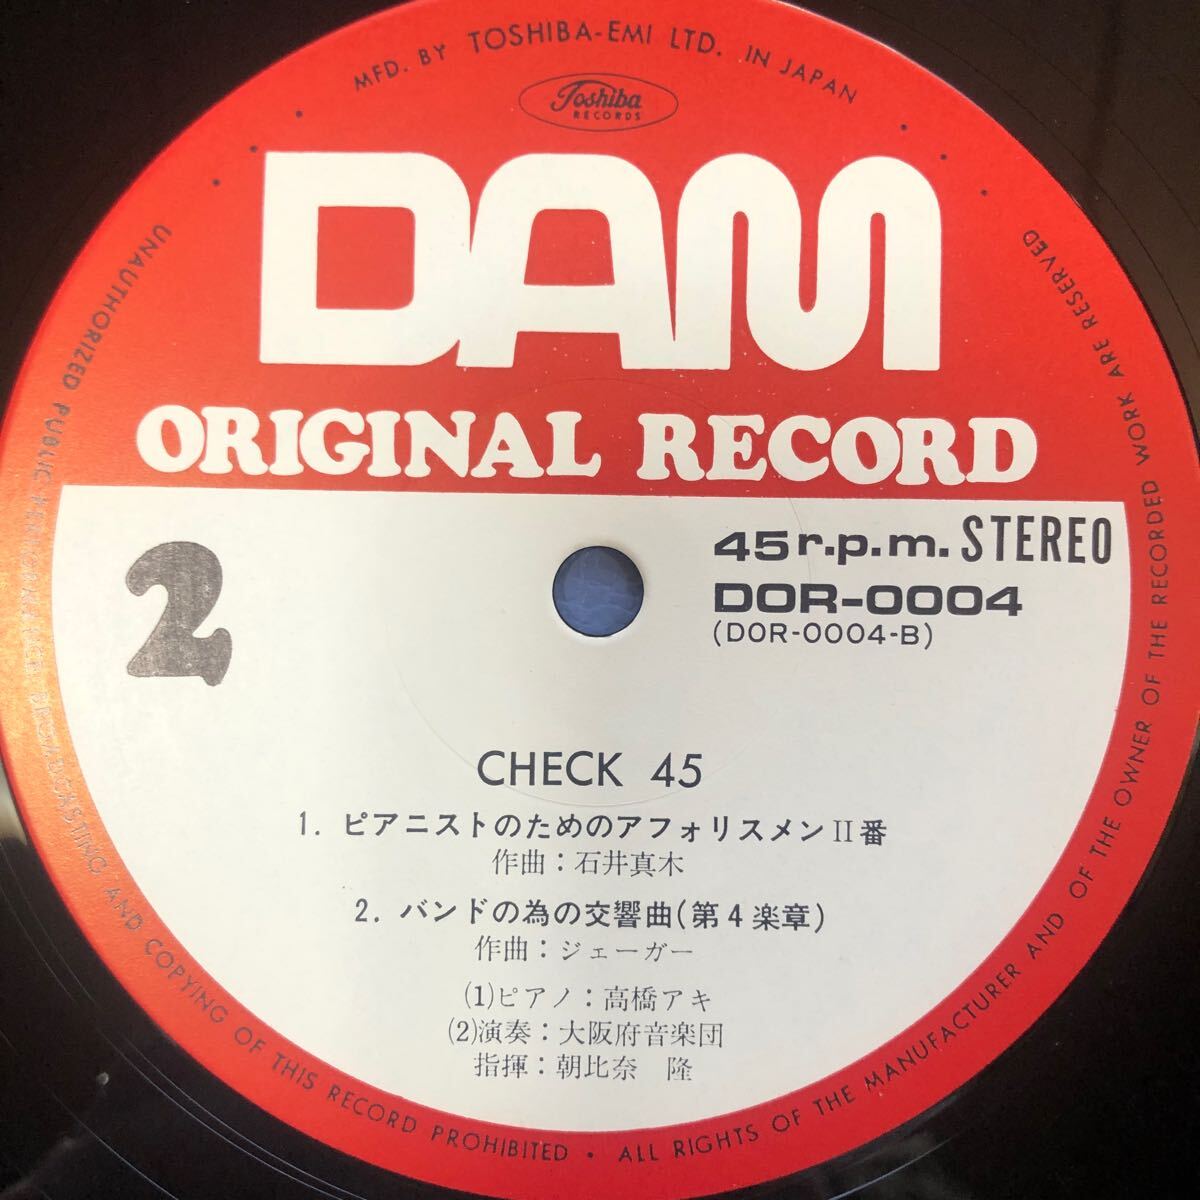 MFD. BY TOSHIBA-EMI LTD. IN JAPAN
Toshiba
RECORDS
DAM
ORIGINAL RECORD
2
45 r.p.m. STEREO
DOR-0004
(DOR-0004-B)
CHECK 45
1. ピアニストのためのアフォリスメンII番
作曲：石井真木
2. バンドの為の交響曲(第4楽章)
作曲：ジェーガー
(1)ピアノ：高橋アキ
(2)演奏：大阪府音楽団
指揮：朝比奈 隆
UNAUTHORIZED PUBLIC PERFORMANCE BROADCASTING AND COPYING OF THIS RECORD PROHIBITED • ALL RIGHTS OF THE MANUFACTURER AND OF THE OWNER OF THE RECORDED WORK ARE RESERVED